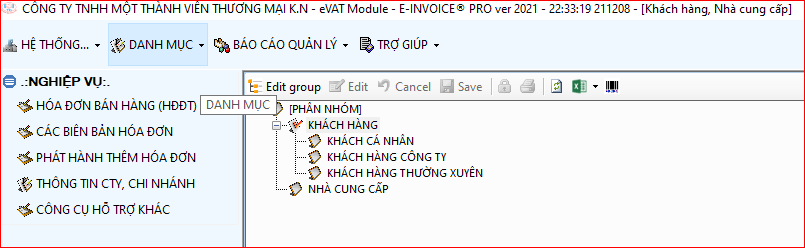 CÔNG TY TNHH MỘT THÀNH VIÊN THƯƠNG MẠI K.N - eVAT Module - E-INVOICE® PRO ver 2021 - 22:33:19 211208 - [Khách hàng, Nhà cung cấp]
HỆ THỐNG... DANH MỤC BÁO CÁO QUẢN LÝ TRỢ GIÚP
.:NGHIỆP VỤ:.
HÓA ĐƠN BÁN HÀNG (HĐĐT)
CÁC BIÊN BẢN HÓA ĐƠN
PHÁT HÀNH THÊM HÓA ĐƠN
THÔNG TIN CTY, CHI NHÁNH
CÔNG CỤ HỖ TRỢ KHÁC
DANH MỤC
Edit group Edit Cancel Save
[PHÂN NHÓM]
KHÁCH HÀNG
KHÁCH CÁ NHÂN
KHÁCH HÀNG CÔNG TY
KHÁCH HÀNG THƯỜNG XUYÊN
NHÀ CUNG CẤP